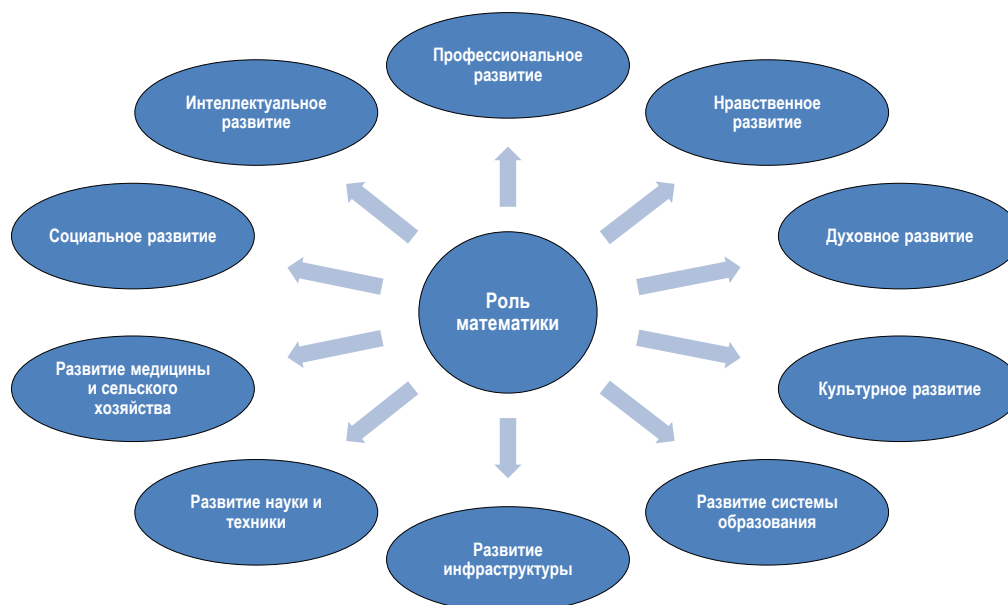 Профессиональное
развитие
Интеллектуальное
развитие
Нравственное
развитие
Социальное развитие
Духовное развитие
Роль
математики
Развитие медицины
и сельского
хозяйства
Культурное развитие
Развитие науки и
техники
Развитие системы
образования
Развитие
инфраструктуры